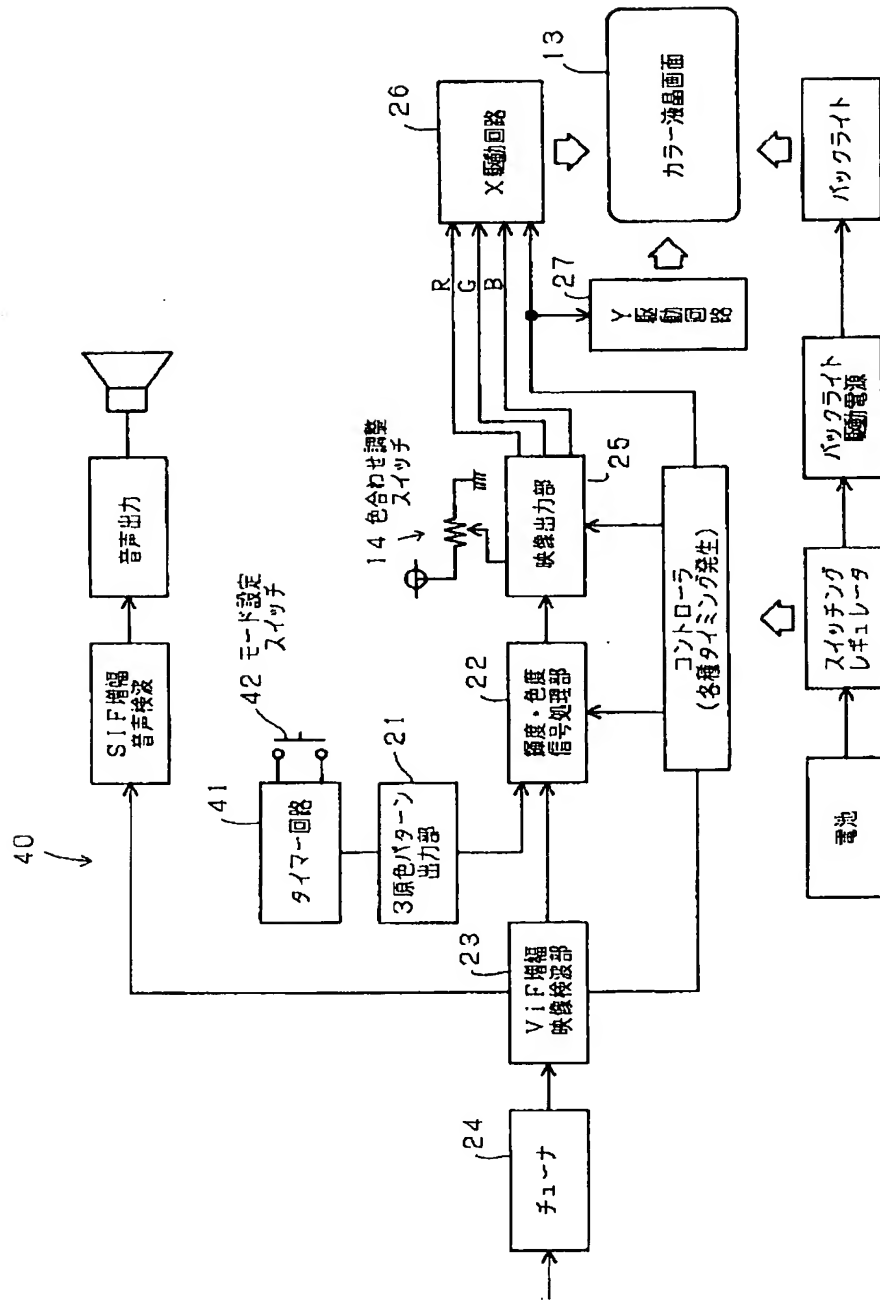 40
SIF増幅
音声検波
音声出力
42 モード設定
スイッチ
41
タイマー回路
21
3原色パターン
出力部
14 色合わせ調整
スイッチ
24
チューナ
23
ViF増幅
映像検波部
22
輝度・色度
信号処理部
映像出力部
25
R
G
B
26
X駆動回路
27
Y駆動回路
13
カラー液晶画面
コントローラ
(各種タイミング発生)
電池
スイッチング
レギュレータ
バックライト
駆動電源
バックライト